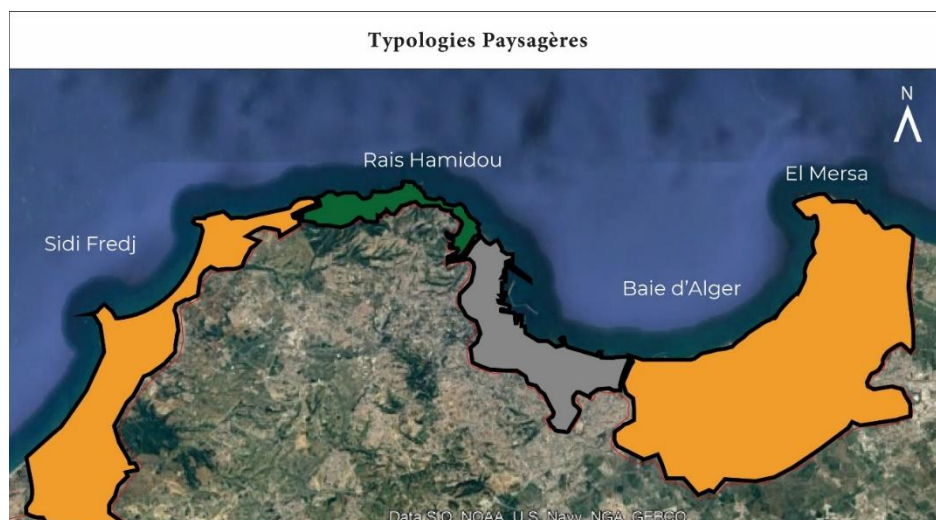 Typologies Paysagères
N
Rais Hamidou
El Mersa
Sidi Fredj
Baie d'Alger
Data SIO, NOAA, U.S. Navy, NGA, GEBCO